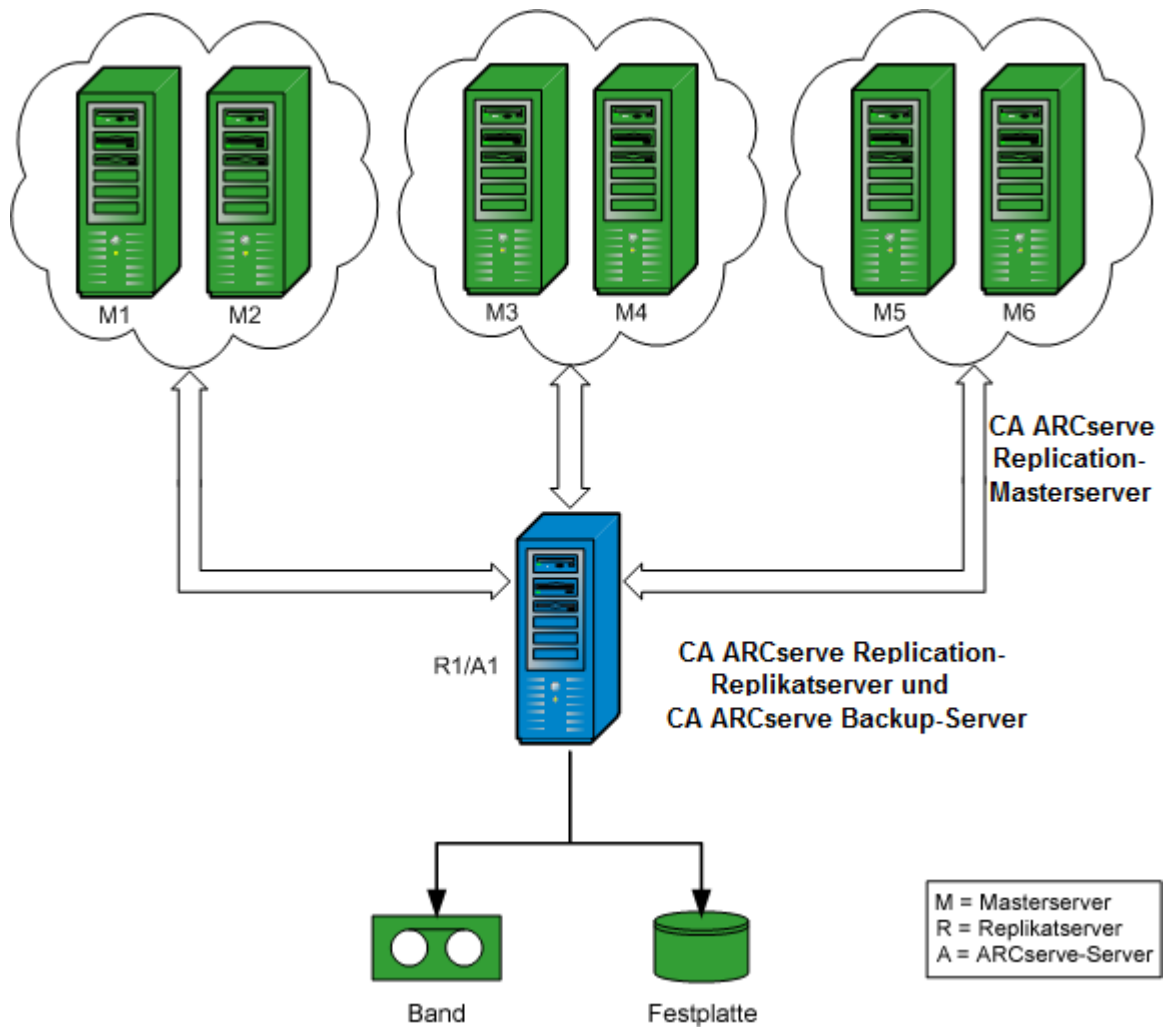 M1
M2
M3
M4
M5
M6
CA ARCserve
Replication-
Masterserver
R1/A1
CA ARCserve Replication-
Replikatserver und
CA ARCserve Backup-Server
M = Masterserver
R = Replikatserver
A = ARCserve-Server
Band
Festplatte